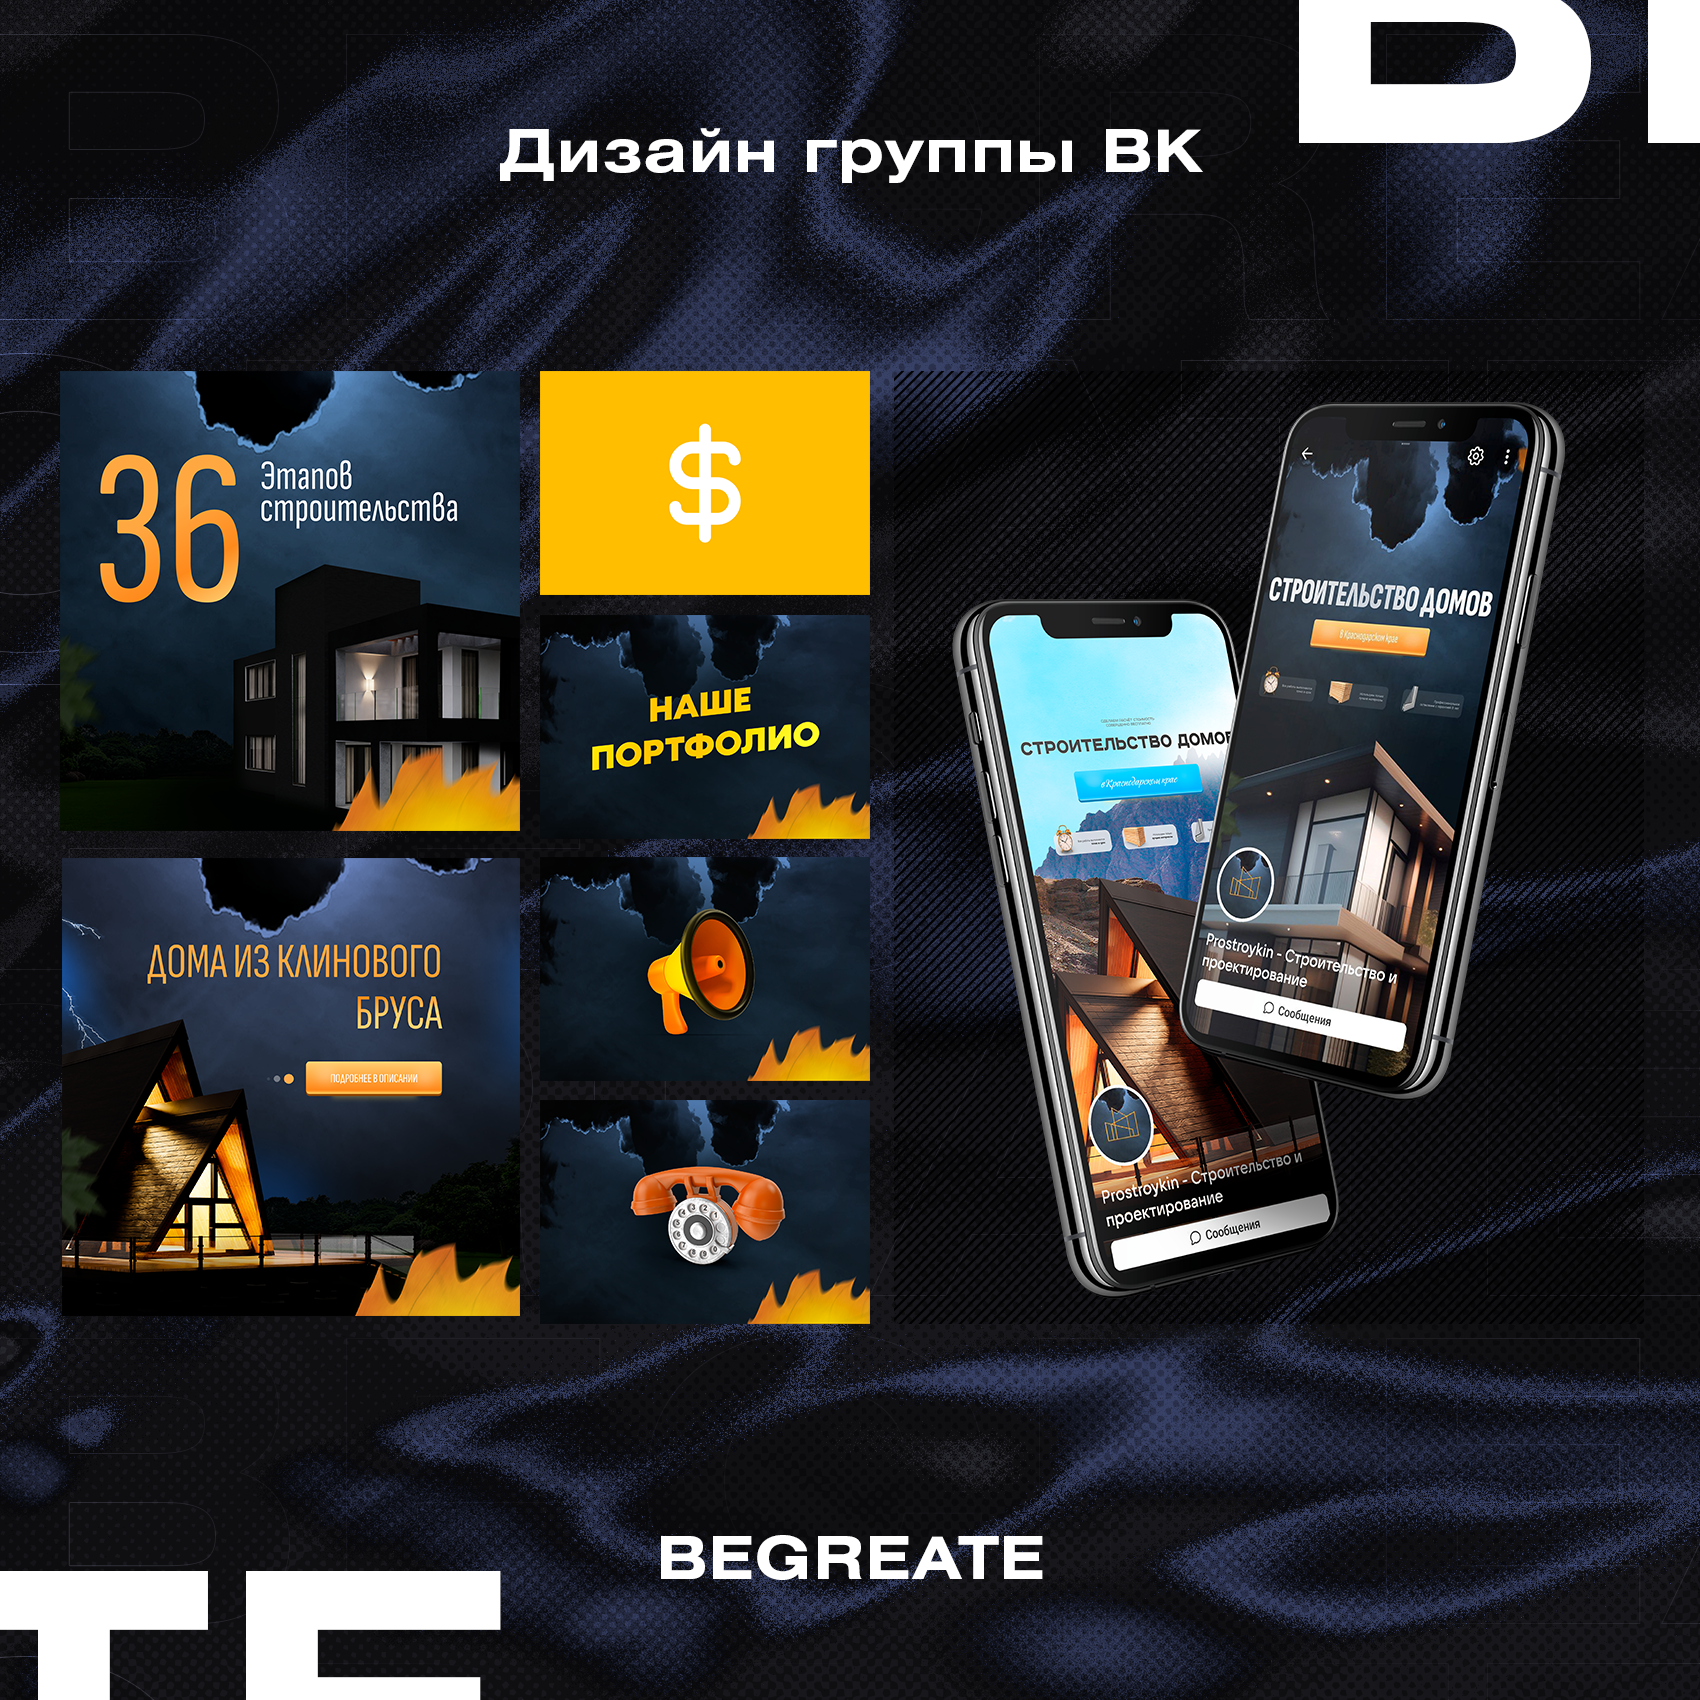 Дизайн группы ВК
36
Этапов
строительства
$
НАШЕ
ПОРТФОЛИО
ДОМА ИЗ КЛИНОВОГО
БРУСА
ПОДРОБНЕЕ В ОПИСАНИИ
СТРОИТЕЛЬСТВО ДОМОВ
в Краснодарском крае
Prostroykin - Строительство и
проектирование
Сообщения
СТРОИТЕЛЬСТВО ДОМОВ
в Краснодарском крае
Prostroykin - Строительство и
проектирование
Сообщения
BEGREATE
TE